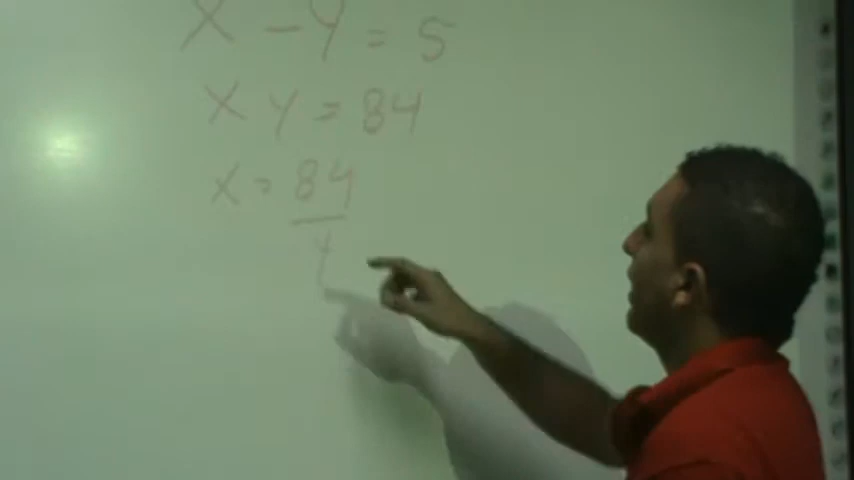 X - Y = 5
X Y = 84
X = 84
Y